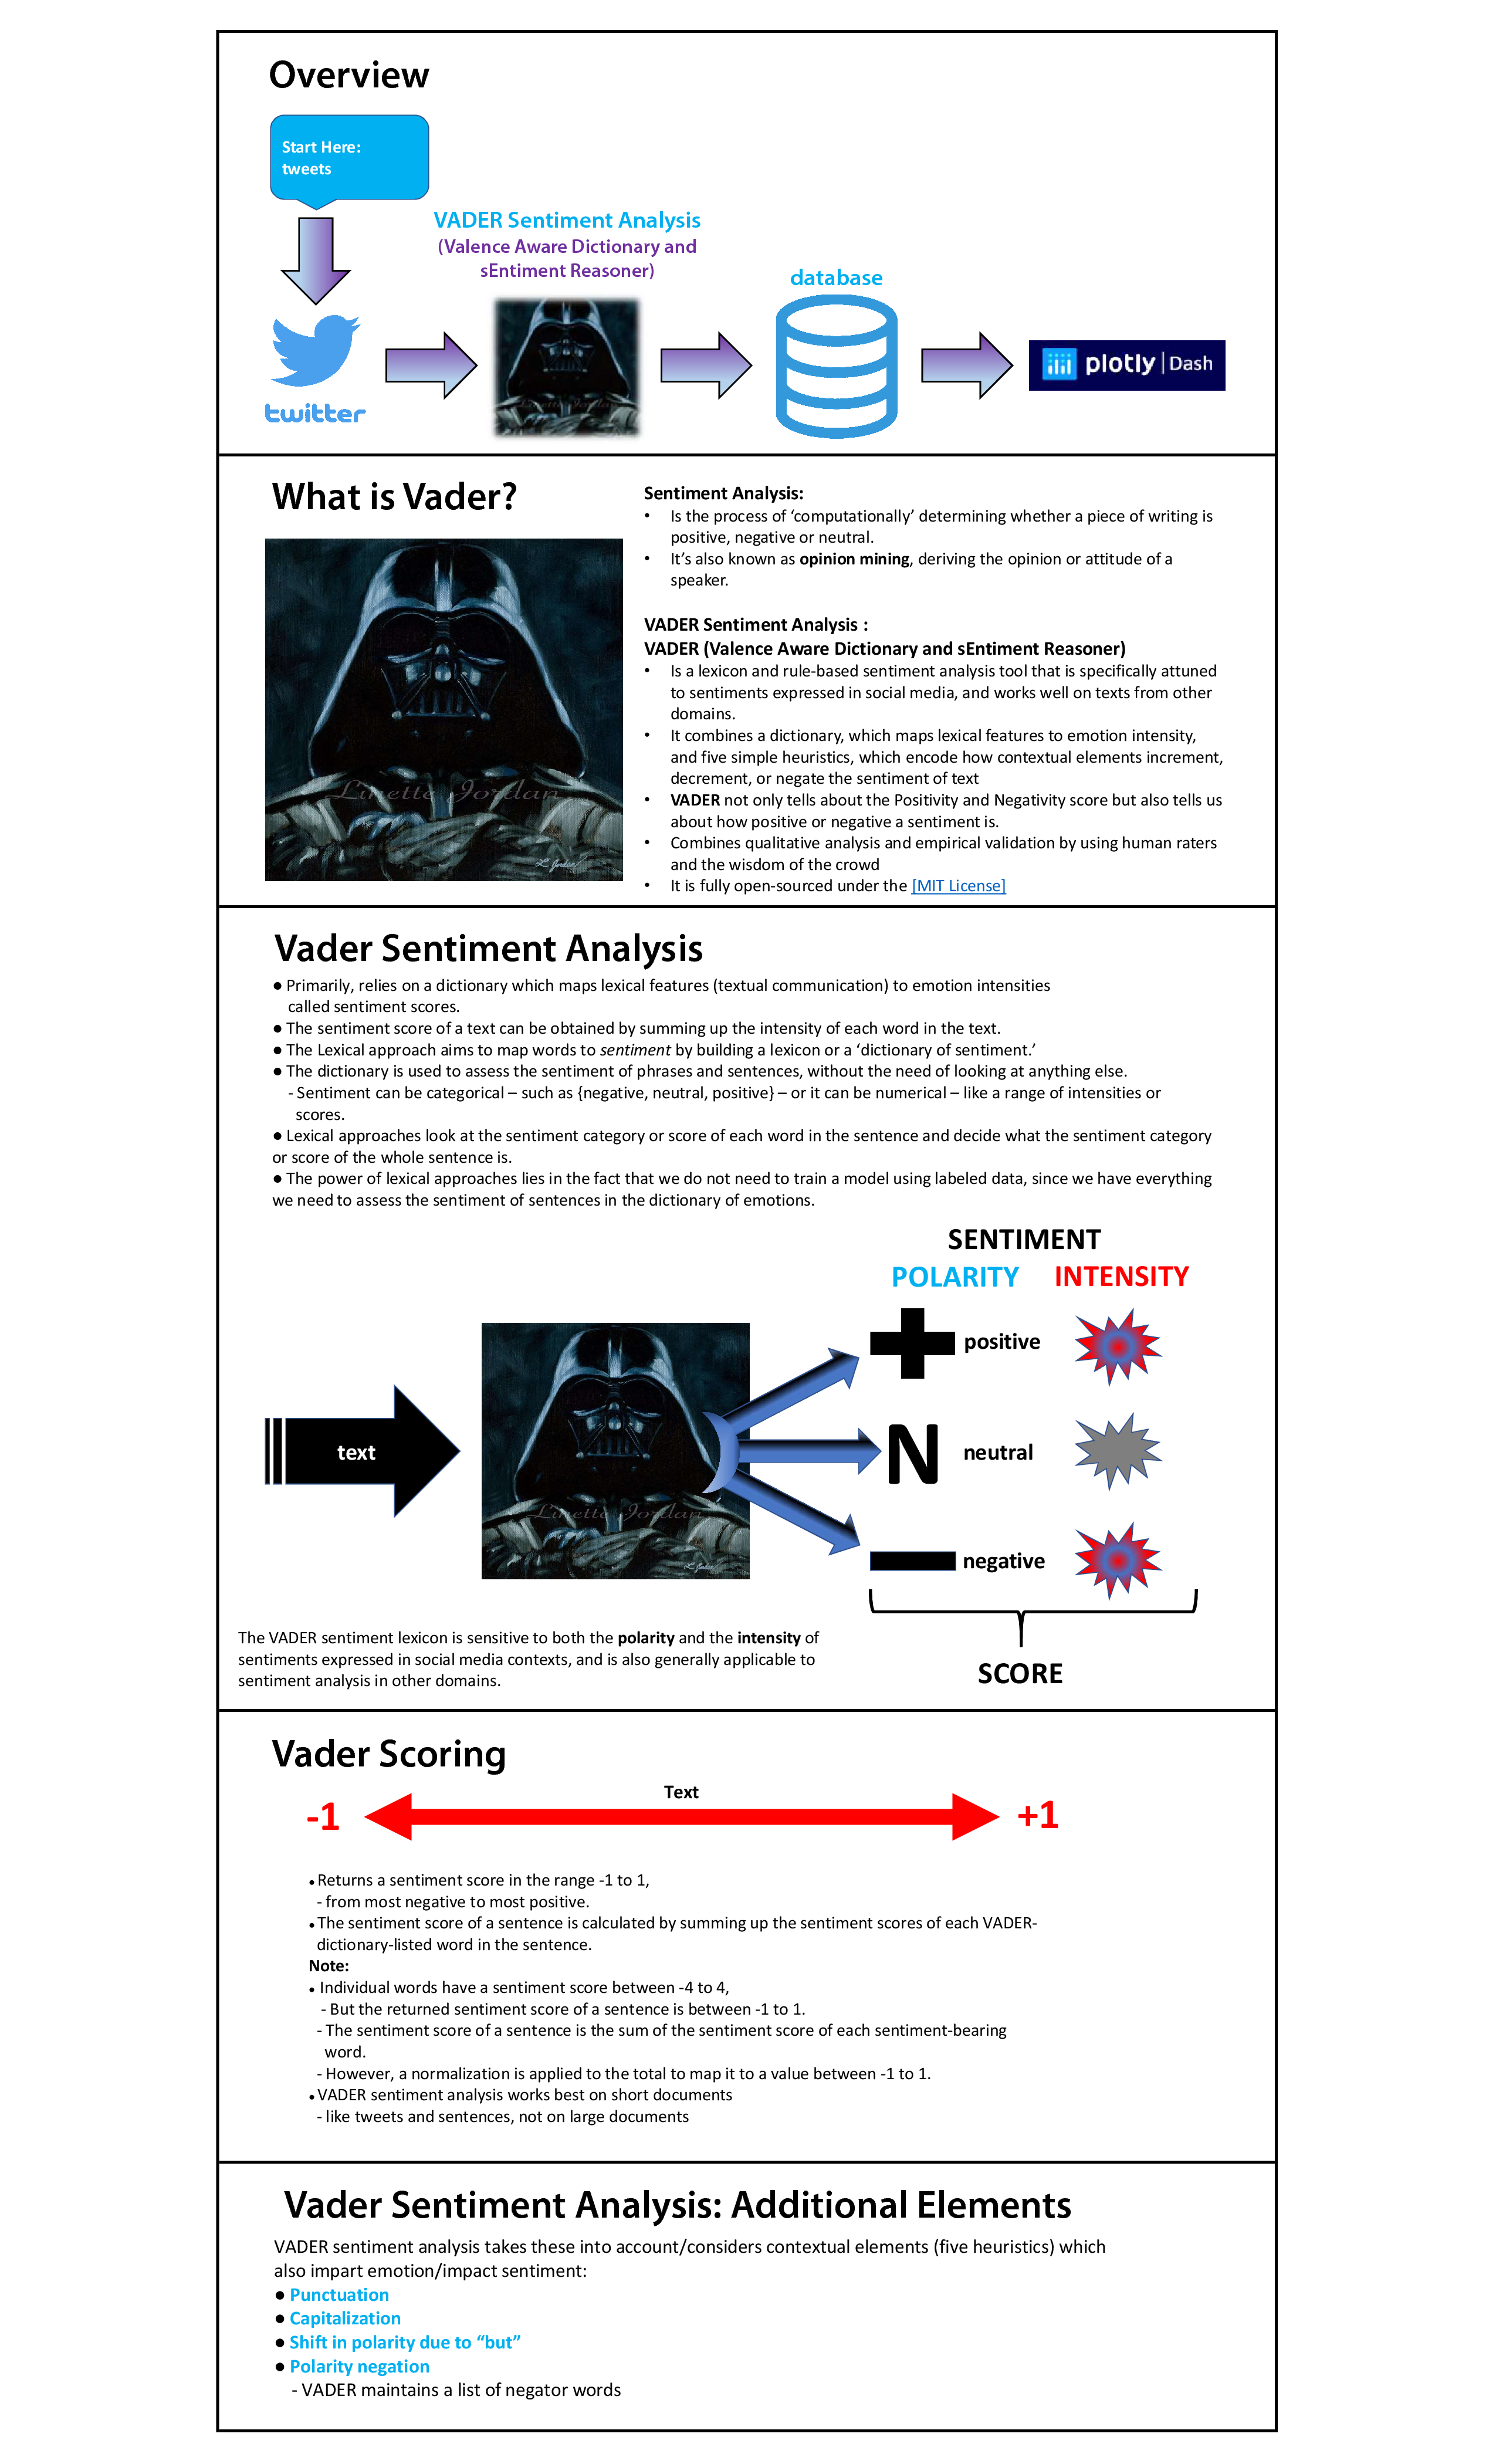 Overview
Start Here:
tweets
VADER Sentiment Analysis
(Valence Aware Dictionary and
sEntiment Reasoner)
database
twitter
plotly | Dash
What is Vader?
Linette Jordan
L. Jordan
Sentiment Analysis:
• Is the process of ‘computationally’ determining whether a piece of writing is
positive, negative or neutral.
• It’s also known as opinion mining, deriving the opinion or attitude of a
speaker.
VADER Sentiment Analysis :
VADER (Valence Aware Dictionary and sEntiment Reasoner)
• Is a lexicon and rule-based sentiment analysis tool that is specifically attuned
to sentiments expressed in social media, and works well on texts from other
domains.
• It combines a dictionary, which maps lexical features to emotion intensity,
and five simple heuristics, which encode how contextual elements increment,
decrement, or negate the sentiment of text
• VADER not only tells about the Positivity and Negativity score but also tells us
about how positive or negative a sentiment is.
• Combines qualitative analysis and empirical validation by using human raters
and the wisdom of the crowd
• It is fully open-sourced under the [MIT License]
Vader Sentiment Analysis
● Primarily, relies on a dictionary which maps lexical features (textual communication) to emotion intensities
called sentiment scores.
● The sentiment score of a text can be obtained by summing up the intensity of each word in the text.
● The Lexical approach aims to map words to sentiment by building a lexicon or a ‘dictionary of sentiment.’
● The dictionary is used to assess the sentiment of phrases and sentences, without the need of looking at anything else.
- Sentiment can be categorical – such as {negative, neutral, positive} – or it can be numerical – like a range of intensities or
scores.
● Lexical approaches look at the sentiment category or score of each word in the sentence and decide what the sentiment category
or score of the whole sentence is.
● The power of lexical approaches lies in the fact that we do not need to train a model using labeled data, since we have everything
we need to assess the sentiment of sentences in the dictionary of emotions.
SENTIMENT
POLARITY INTENSITY
positive
text
N neutral
Linette Jordan
L. Jordan
negative
SCORE
The VADER sentiment lexicon is sensitive to both the polarity and the intensity of
sentiments expressed in social media contexts, and is also generally applicable to
sentiment analysis in other domains.
Vader Scoring
Text
-1 +1
• Returns a sentiment score in the range -1 to 1,
- from most negative to most positive.
• The sentiment score of a sentence is calculated by summing up the sentiment scores of each VADER-
dictionary-listed word in the sentence.
Note:
• Individual words have a sentiment score between -4 to 4,
- But the returned sentiment score of a sentence is between -1 to 1.
- The sentiment score of a sentence is the sum of the sentiment score of each sentiment-bearing
word.
- However, a normalization is applied to the total to map it to a value between -1 to 1.
• VADER sentiment analysis works best on short documents
- like tweets and sentences, not on large documents
Vader Sentiment Analysis: Additional Elements
VADER sentiment analysis takes these into account/considers contextual elements (five heuristics) which
also impart emotion/impact sentiment:
● Punctuation
● Capitalization
● Shift in polarity due to “but”
● Polarity negation
- VADER maintains a list of negator words